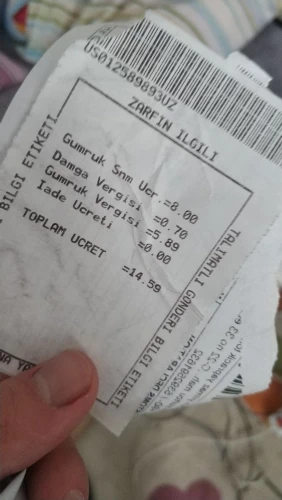 US012589893UZ
ZARFIN ILGILI
TALIMATLI GONDERI BILGI ETIKETI
BILGI ETIKETI
Gumruk Snm Ucr.=8.00
Damga Vergisi =0.70
Gumruk Vergisi =5.89
Iade Ucreti =0.00
TOPLAM UCRET =14.59